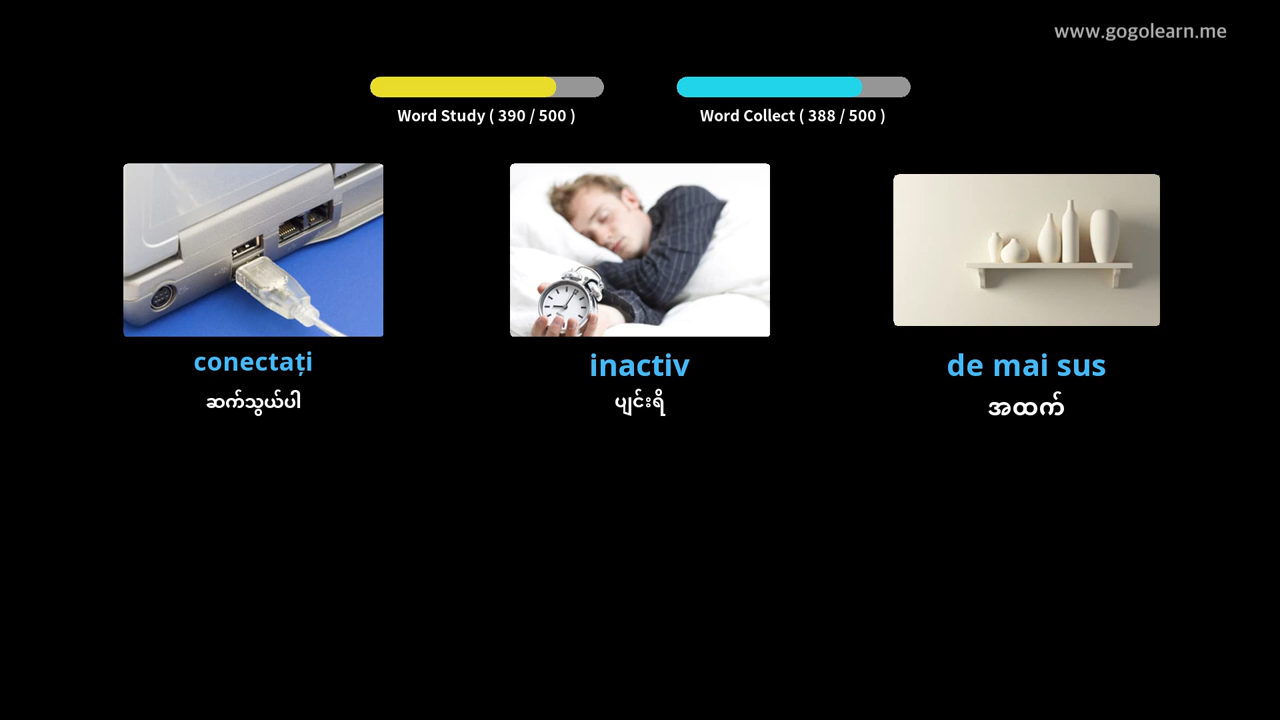 www.gogolearn.me
Word Study ( 390 / 500 )
Word Collect ( 388 / 500 )
conectați
ဆက်သွယ်ပါ
inactiv
ပျင်းရိ
de mai sus
အထက်